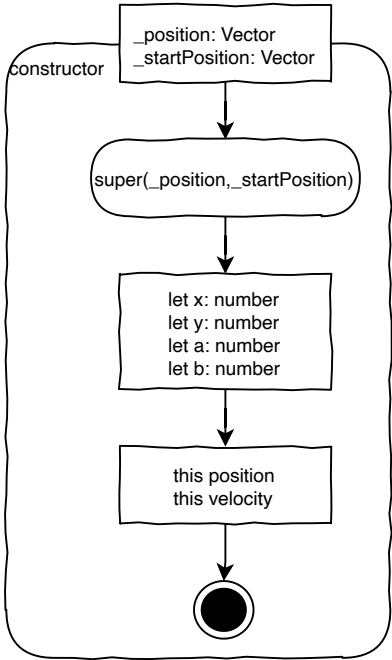 _position: Vector
_startPosition: Vector
constructor
super(_position,_startPosition)
let x: number
let y: number
let a: number
let b: number
this position
this velocity